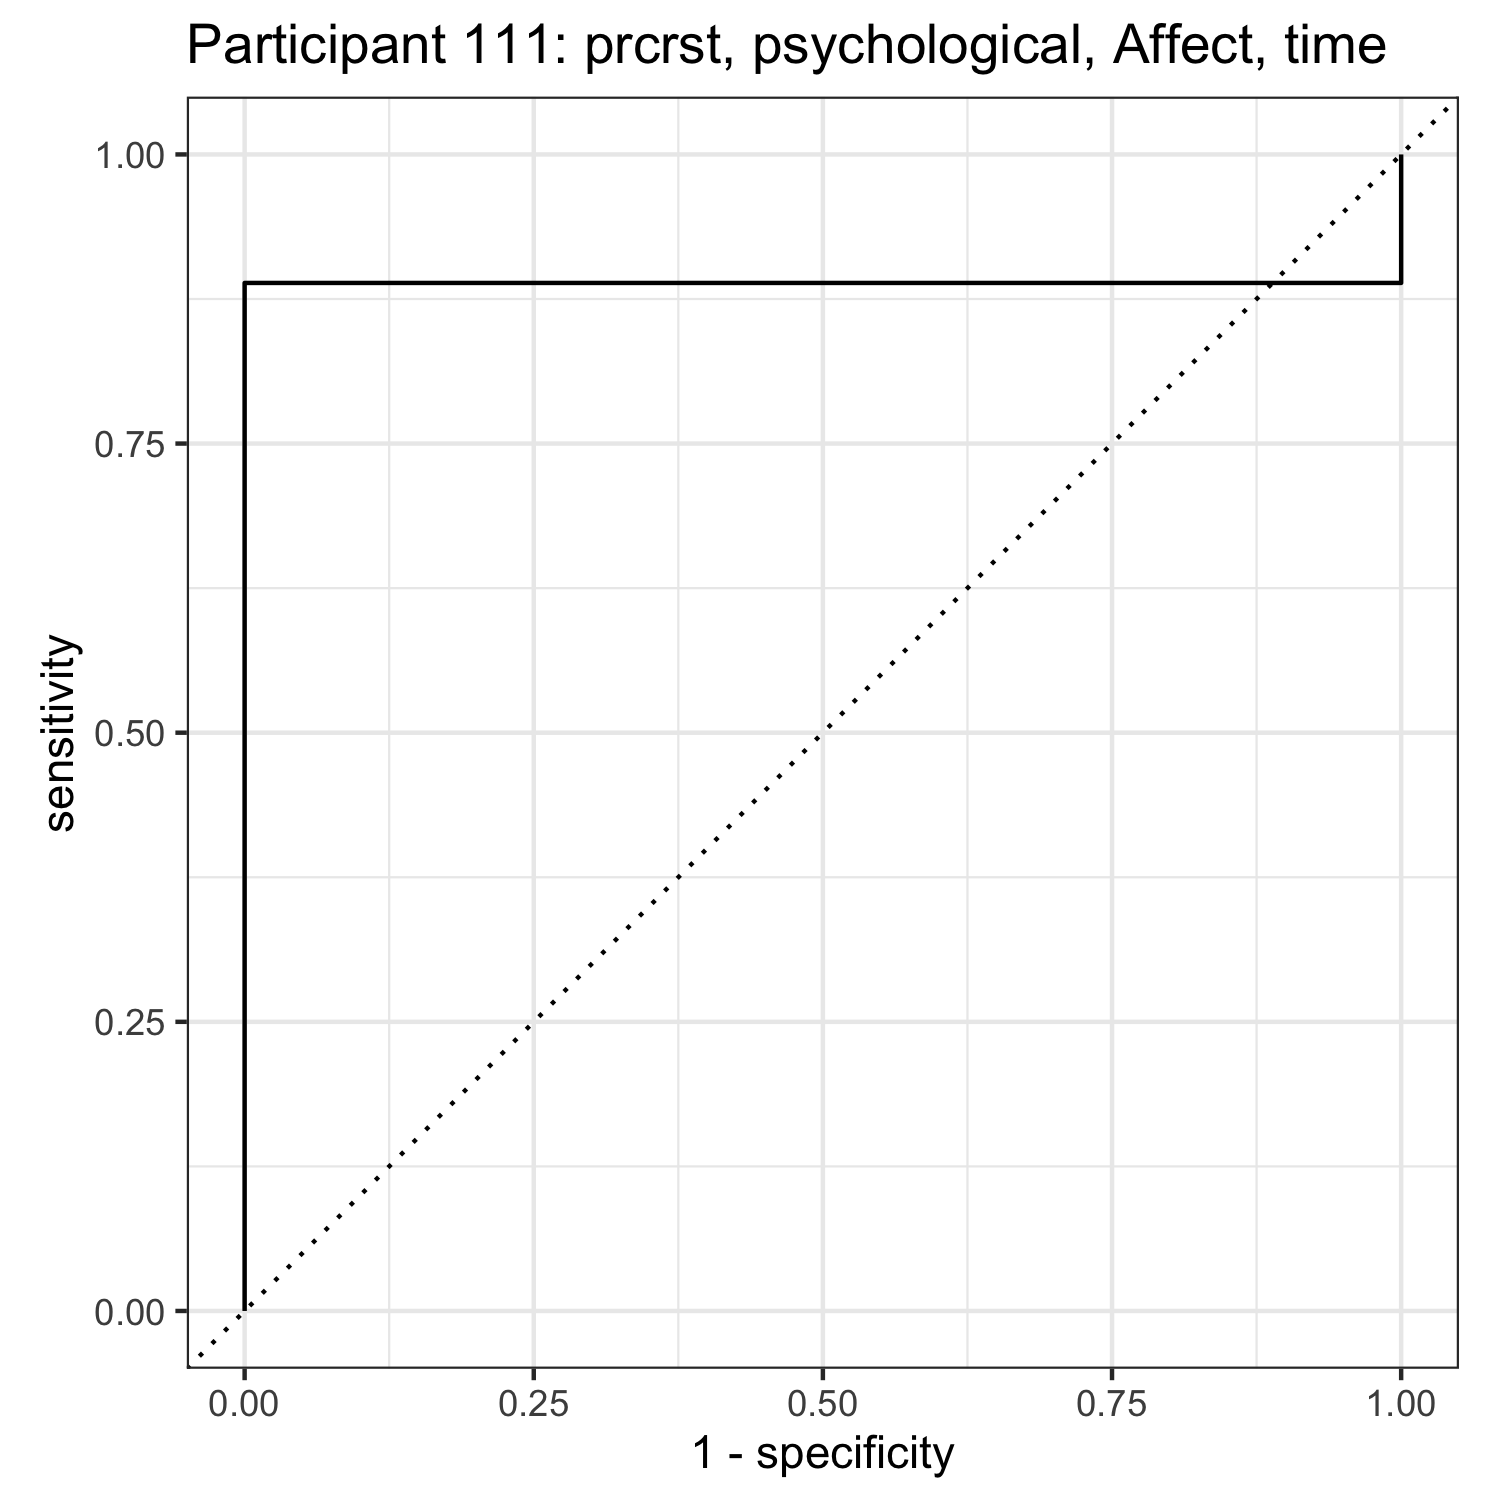 Participant 111: prcrst, psychological, Affect, time
1.00
0.75
0.50
0.25
0.00
sensitivity
0.00 0.25 0.50 0.75 1.00
1 - specificity